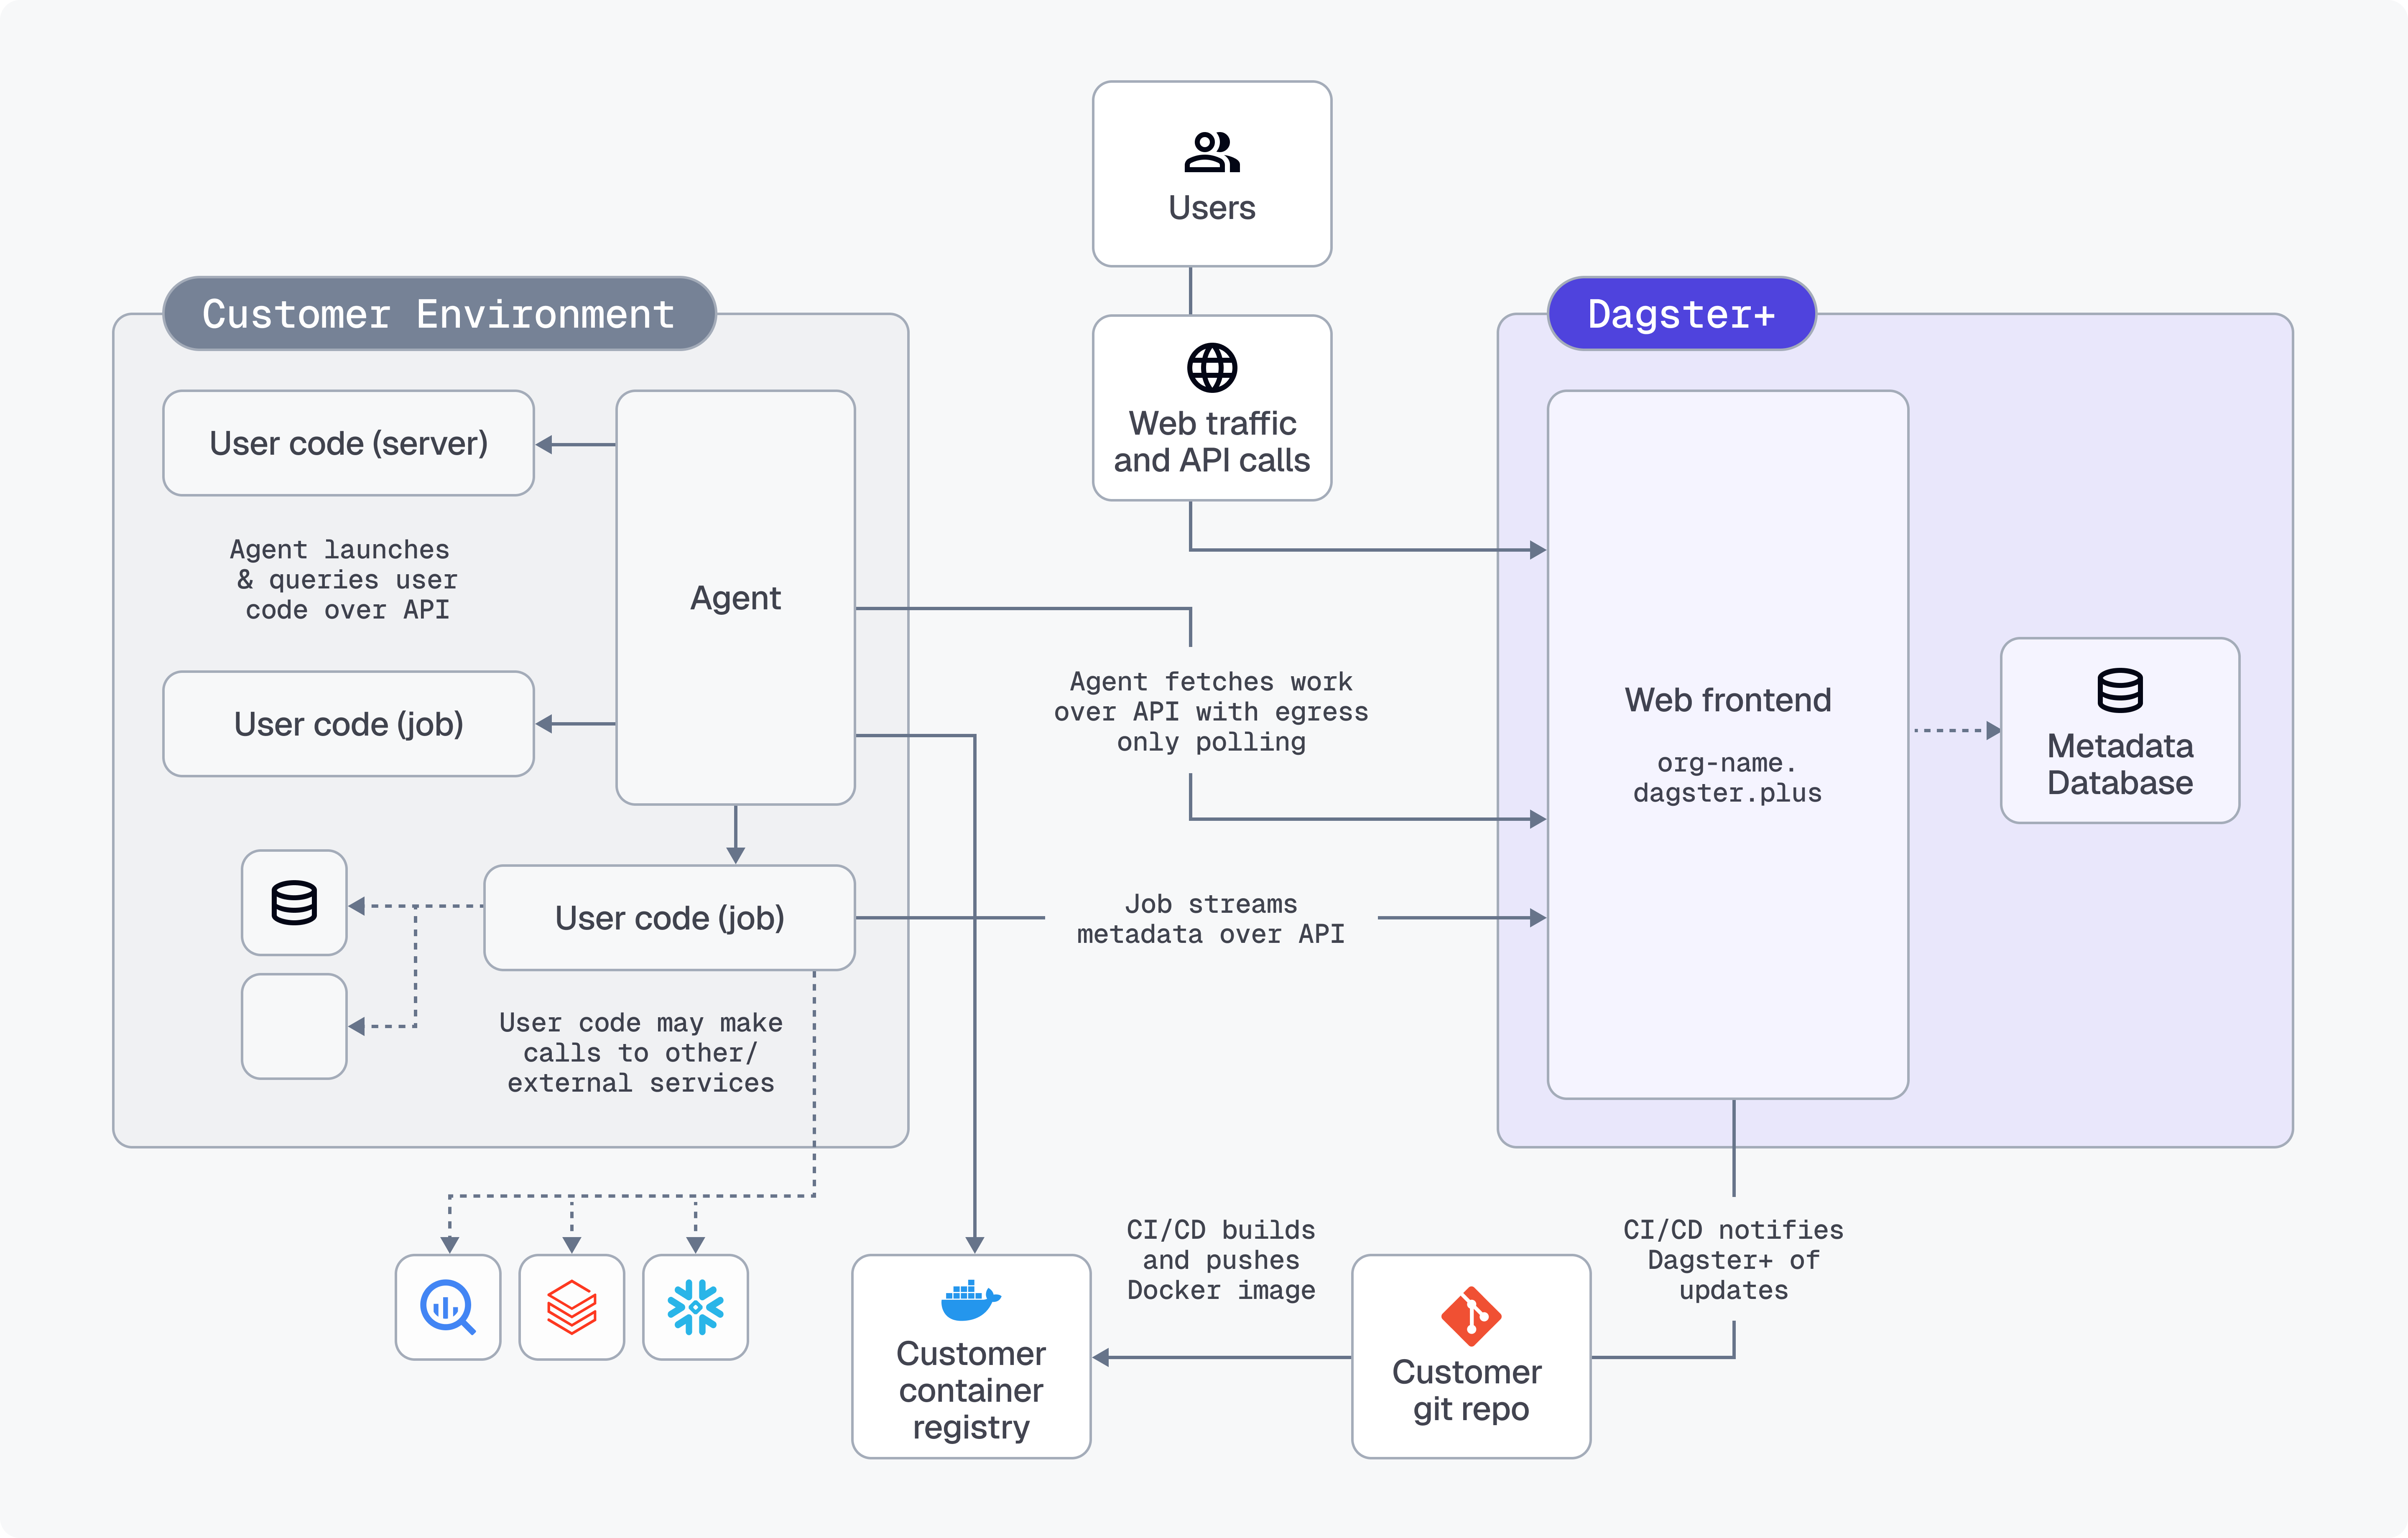 Users
Web traffic
and API calls
Customer Environment
User code (server)
Agent launches
& queries user
code over API
User code (job)
Agent
User code (job)
User code may make
calls to other/
external services
Agent fetches work
over API with egress
only polling
Job streams
metadata over API
Dagster+
Web frontend
org-name.
dagster.plus
Metadata
Database
Customer
container
registry
CI/CD builds
and pushes
Docker image
Customer
git repo
CI/CD notifies
Dagster+ of
updates